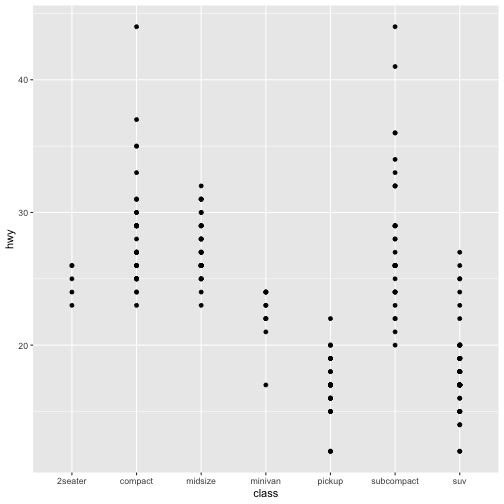 40
30
20
hwy
2seater compact midsize minivan pickup subcompact suv
class